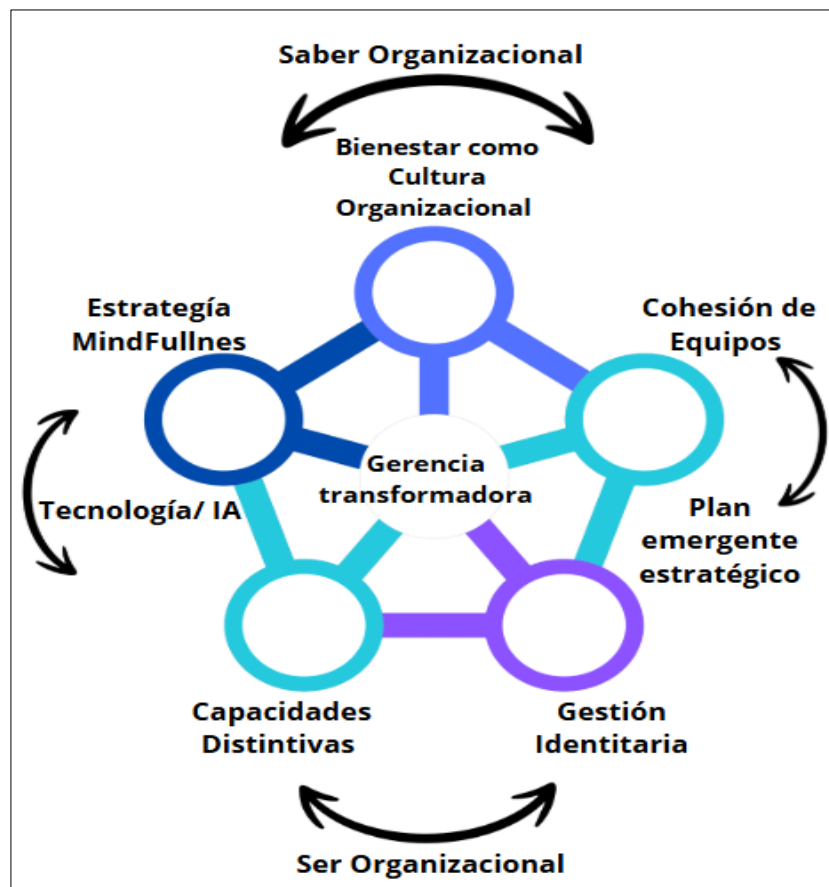 Saber Organizacional
Bienestar como
Cultura
Organizacional
Estrategía
MindFullnes
Cohesión de
Equipos
Gerencia
transformadora
Tecnología/ IA
Plan
emergente
estratégico
Capacidades
Distintivas
Gestión
Identitaria
Ser Organizacional